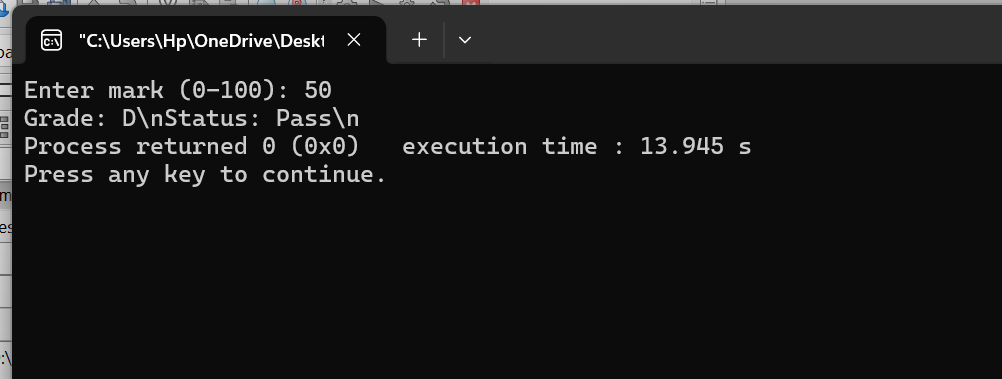 "C:\Users\Hp\OneDrive\Deskt
Enter mark (0-100): 50
Grade: D\nStatus: Pass\n
Process returned 0 (0x0)   execution time : 13.945 s
Press any key to continue.